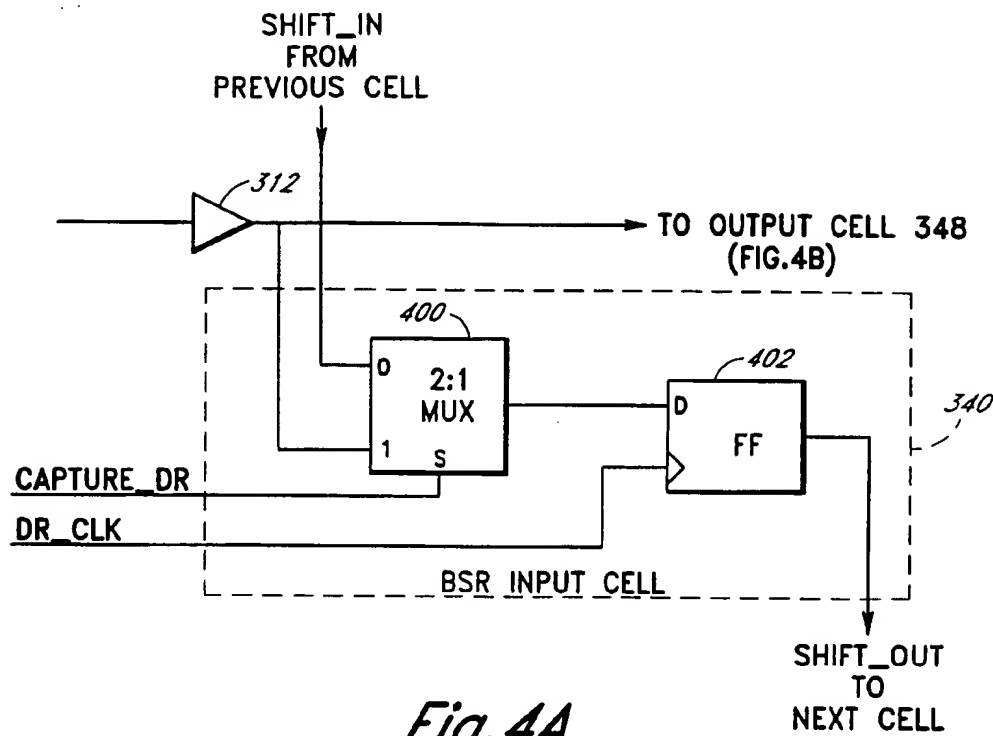 SHIFT_IN
FROM
PREVIOUS CELL
312
TO OUTPUT CELL 348
(FIG.4B)
400
402
0
2:1
MUX
1
S
D
FF
340
CAPTURE_DR
DR_CLK
BSR INPUT CELL
SHIFT_OUT
TO
NEXT CELL
Fig. 4A